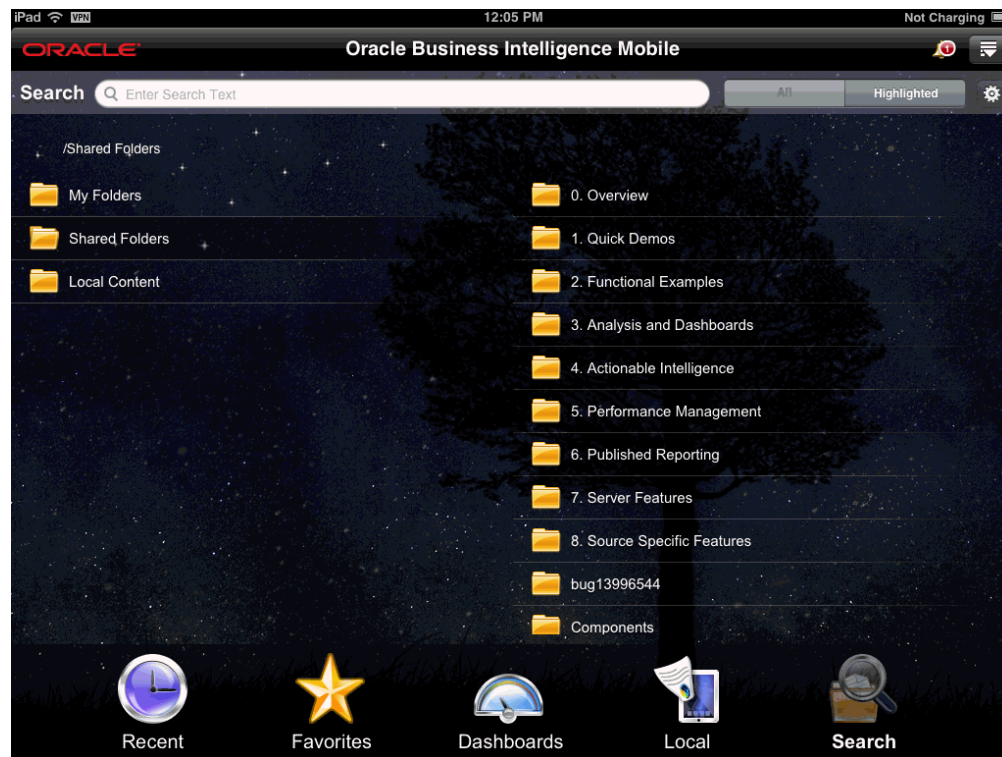 iPad VPN 12:05 PM Not Charging
ORACLE Oracle Business Intelligence Mobile 1
Search Enter Search Text All Highlighted
/Shared Folders
My Folders
Shared Folders
Local Content
0. Overview
1. Quick Demos
2. Functional Examples
3. Analysis and Dashboards
4. Actionable Intelligence
5. Performance Management
6. Published Reporting
7. Server Features
8. Source Specific Features
bug13996544
Components
Recent Favorites Dashboards Local Search